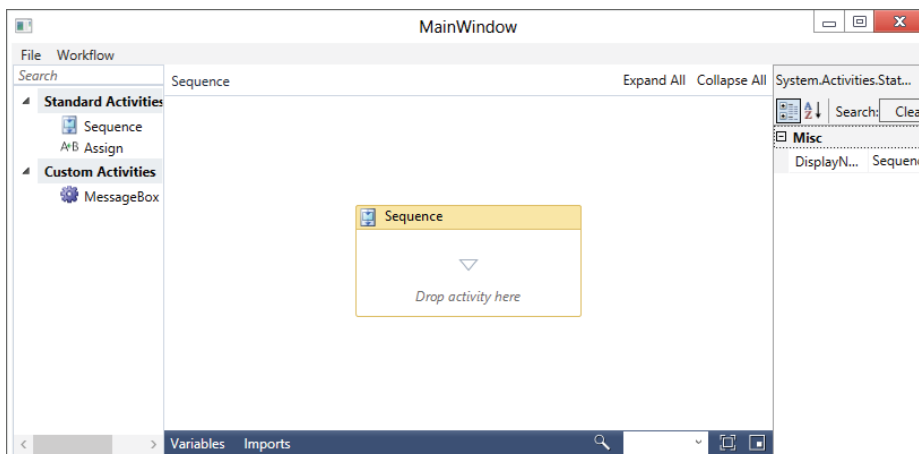 MainWindow
File Workflow
Search
Standard Activities
Sequence
A+B Assign
Custom Activities
MessageBox
Sequence
Expand All Collapse All
Sequence
Drop activity here
Variables Imports
System.Activities.Stat...
Search: Clea
Misc
DisplayN... Sequenc